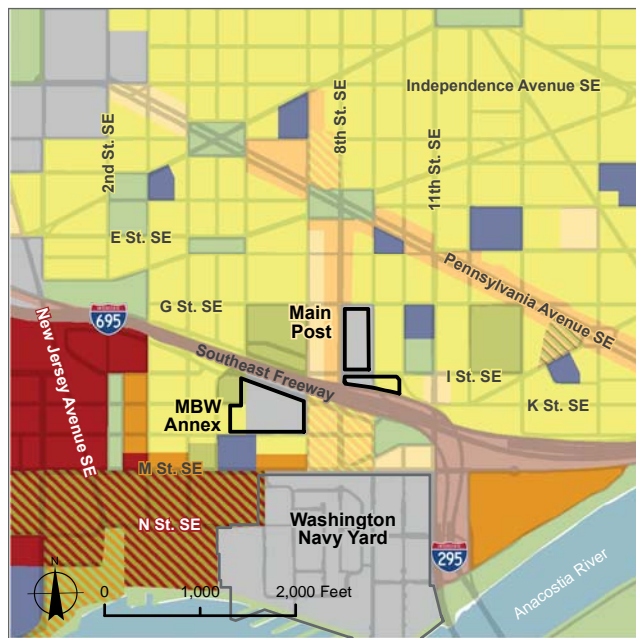 Independence Avenue SE
8th St. SE
11th St. SE
2nd St. SE
E St. SE
Pennsylvania Avenue SE
G St. SE
Main
Post
695
New Jersey Avenue SE
Southeast Freeway
I St. SE
K St. SE
MBW
Annex
M St. SE
N St. SE
Washington
Navy Yard
295
Anacostia River
N
0 1,000 2,000 Feet